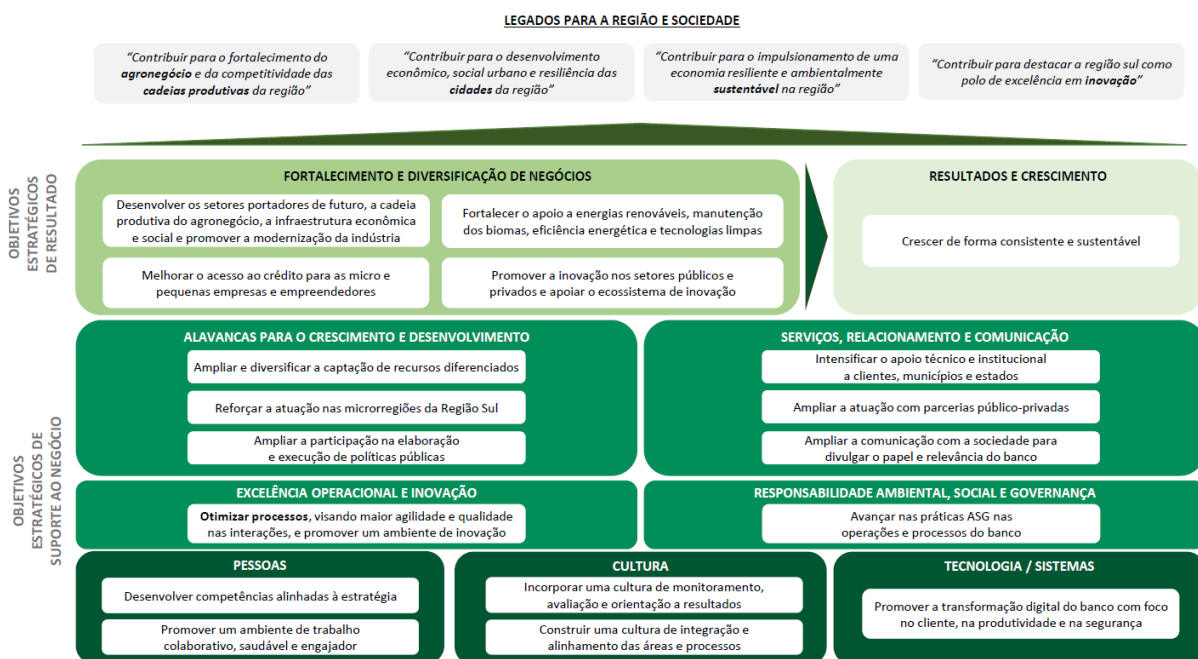 LEGADOS PARA A REGIÃO E SOCIEDADE
“Contribuir para o fortalecimento do
agronegócio e da competitividade das
cadeias produtivas da região”
“Contribuir para o desenvolvimento
econômico, social urbano e resiliência das
cidades da região”
“Contribuir para o impulsionamento de uma
economia resiliente e ambientalmente
sustentável na região”
“Contribuir para destacar a região sul como
polo de excelência em inovação”
OBJETIVOS
ESTRATÉGICOS
DE RESULTADO
FORTALECIMENTO E DIVERSIFICAÇÃO DE NEGÓCIOS
Desenvolver os setores portadores de futuro, a cadeia
produtiva do agronegócio, a infraestrutura econômica
e social e promover a modernização da indústria
Fortalecer o apoio a energias renováveis, manutenção
dos biomas, eficiência energética e tecnologias limpas
Melhorar o acesso ao crédito para as micro e
pequenas empresas e empreendedores
Promover a inovação nos setores públicos e
privados e apoiar o ecossistema de inovação
RESULTADOS E CRESCIMENTO
Crescer de forma consistente e sustentável
OBJETIVOS
ESTRATÉGICOS DE
SUPORTE AO NEGÓCIO
ALAVANCAS PARA O CRESCIMENTO E DESENVOLVIMENTO
Ampliar e diversificar a captação de recursos diferenciados
Reforçar a atuação nas microrregiões da Região Sul
Ampliar a participação na elaboração
e execução de políticas públicas
SERVIÇOS, RELACIONAMENTO E COMUNICAÇÃO
Intensificar o apoio técnico e institucional
a clientes, municípios e estados
Ampliar a atuação com parcerias público-privadas
Ampliar a comunicação com a sociedade para
divulgar o papel e relevância do banco
EXCELÊNCIA OPERACIONAL E INOVAÇÃO
Otimizar processos, visando maior agilidade e qualidade
nas interações, e promover um ambiente de inovação
RESPONSABILIDADE AMBIENTAL, SOCIAL E GOVERNANÇA
Avançar nas práticas ASG nas
operações e processos do banco
PESSOAS
Desenvolver competências alinhadas à estratégia
Promover um ambiente de trabalho
colaborativo, saudável e engajador
CULTURA
Incorporar uma cultura de monitoramento,
avaliação e orientação a resultados
Construir uma cultura de integração e
alinhamento das áreas e processos
TECNOLOGIA / SISTEMAS
Promover a transformação digital do banco com foco
no cliente, na produtividade e na segurança